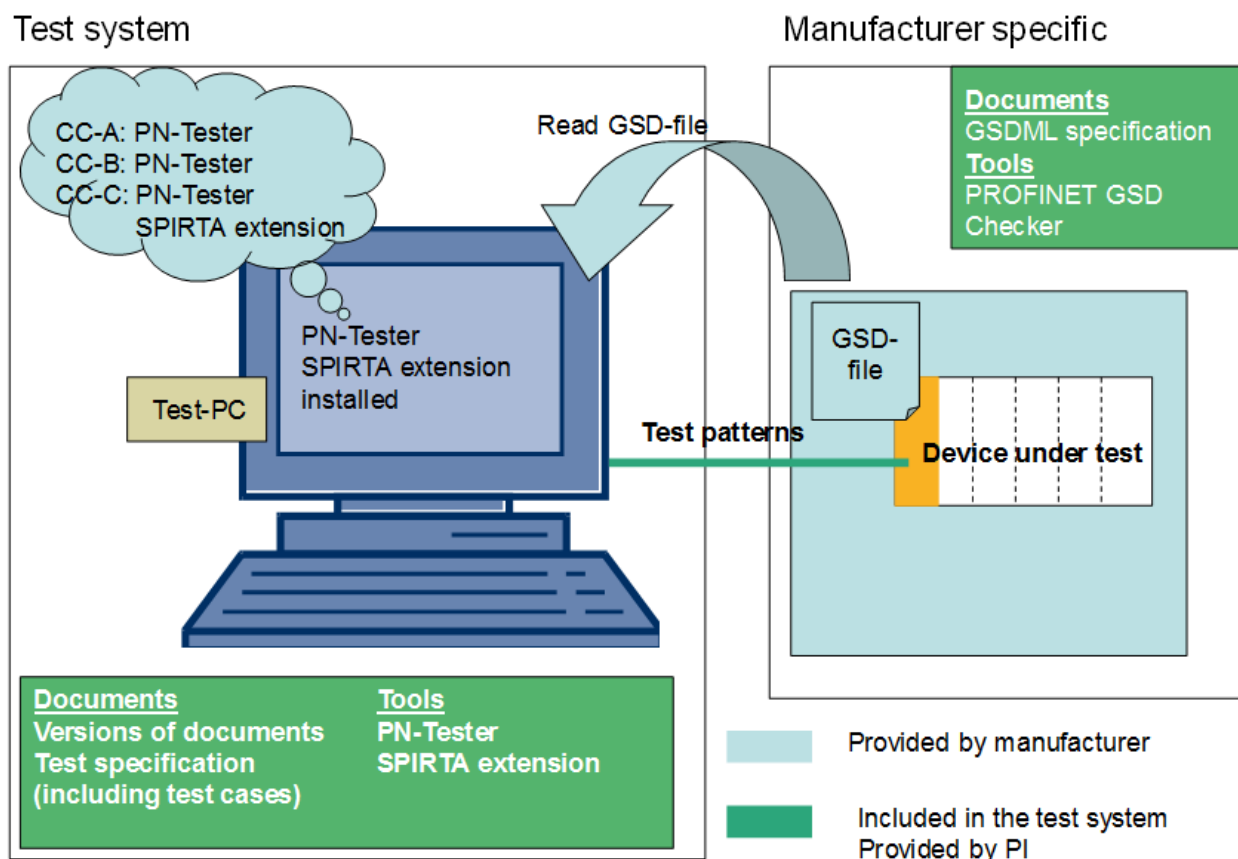 Test system
Manufacturer specific
CC-A: PN-Tester
CC-B: PN-Tester
CC-C: PN-Tester
SPIRTA extension
Read GSD-file
Documents
GSDML specification
Tools
PROFINET GSD
Checker
PN-Tester
SPIRTA extension
installed
Test-PC
GSD-
file
Test patterns
Device under test
Documents
Versions of documents
Test specification
(including test cases)
Tools
PN-Tester
SPIRTA extension
Provided by manufacturer
Included in the test system
Provided by PI